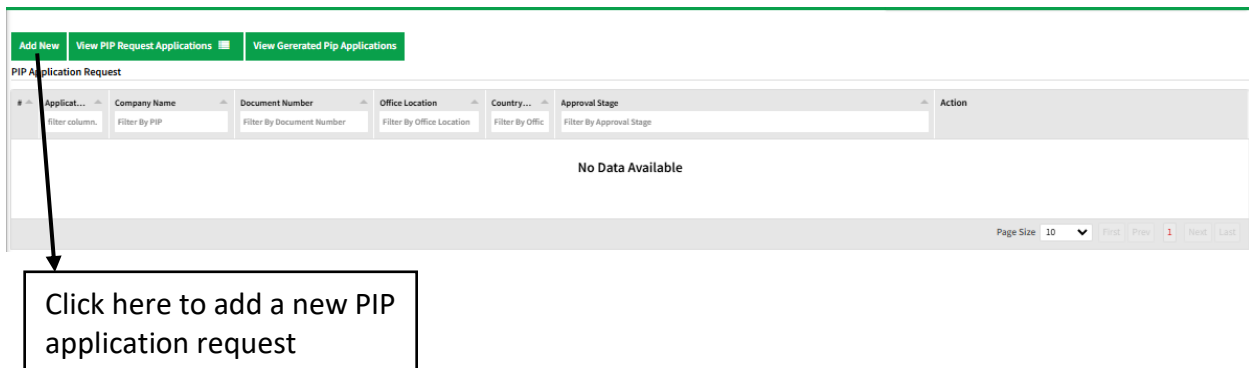 Add New View PIP Request Applications View Gererated Pip Applications
PIP Application Request
# Applicat... Company Name Document Number Office Location Country... Approval Stage Action
filter column. Filter By PIP Filter By Document Number Filter By Office Location Filter By Offic Filter By Approval Stage
No Data Available
Page Size 10 First Prev 1 Next Last
Click here to add a new PIP
application request